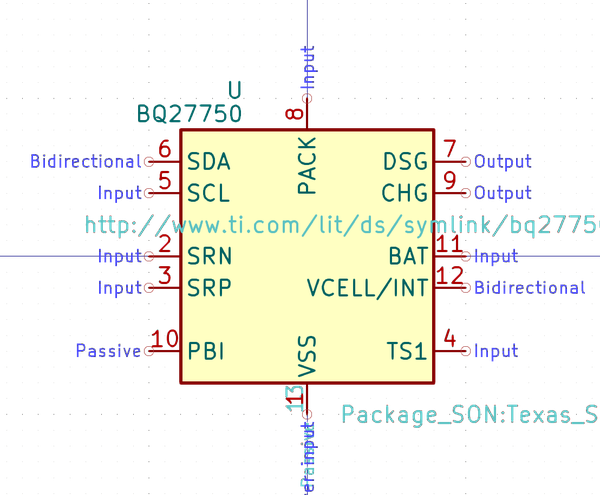 Input
U
BQ27750
8
PACK
Bidirectional 6 SDA DSG 7 Output
Input 5 SCL CHG 9 Output
http://www.ti.com/lit/ds/symlink/bq2775
Input 2 SRN BAT 11 Input
Input 3 SRP VCELL/INT 12 Bidirectional
Passive 10 PBI TS1 4 Input
VSS
1
13
Package_SON:Texas_S
input